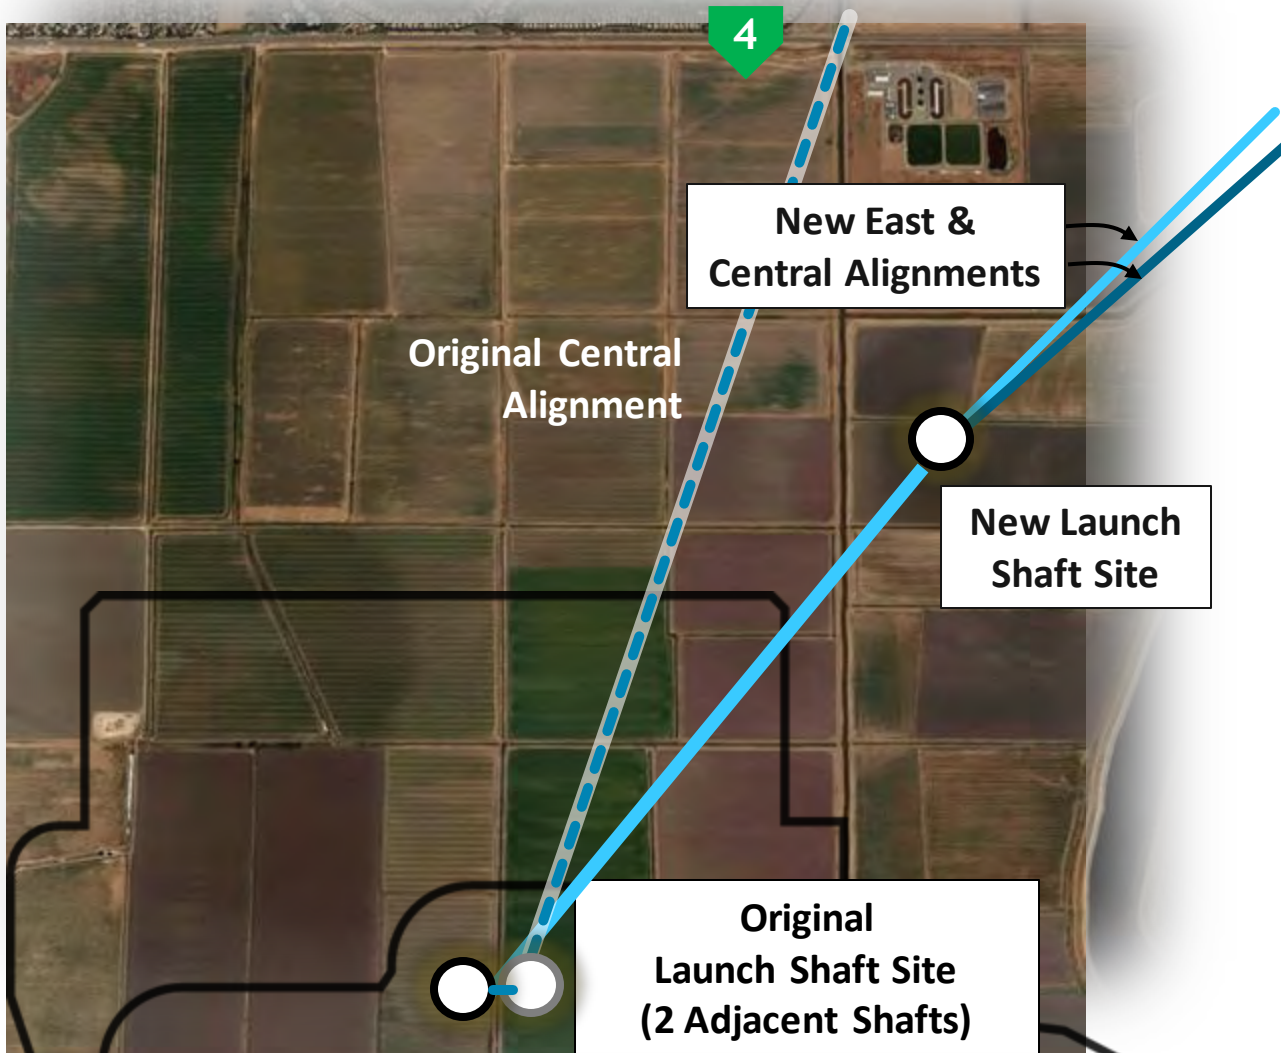 4
New East &
Central Alignments
Original Central
Alignment
New Launch
Shaft Site
Original
Launch Shaft Site
(2 Adjacent Shafts)